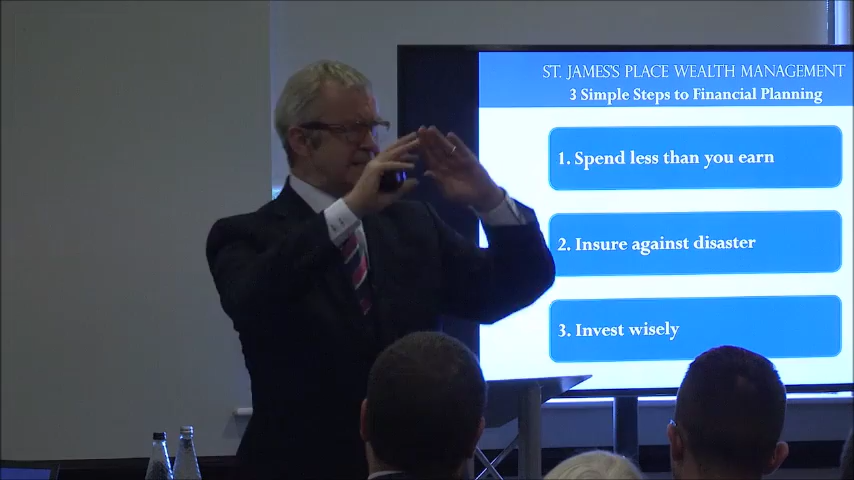 ST. JAMES'S PLACE WEALTH MANAGEMENT
3 Simple Steps to Financial Planning
1. Spend less than you earn
2. Insure against disaster
3. Invest wisely